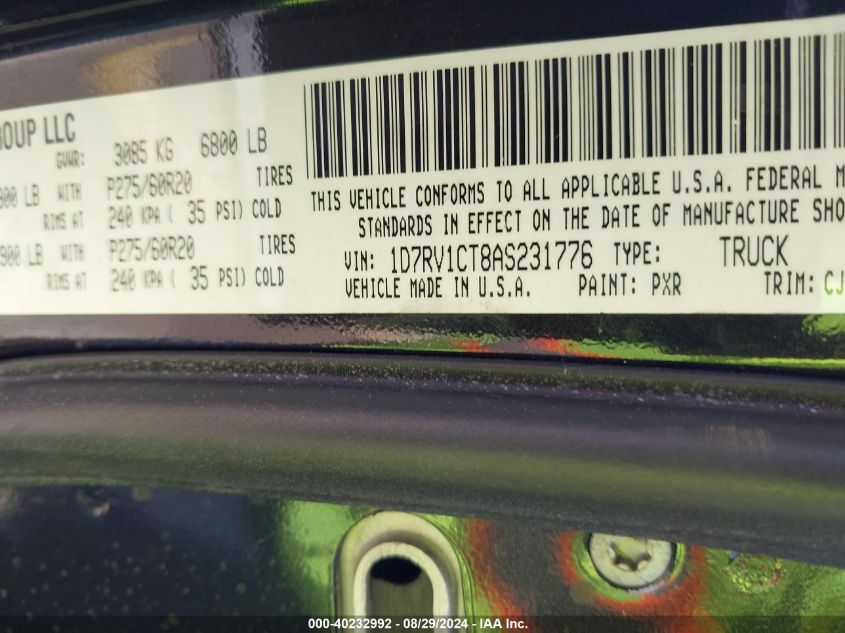 GROUP LLC
GVWR: 3085 KG 6800 LB
900 LB WITH P275/60R20 TIRES
RIMS AT 240 KPA ( 35 PSI) COLD
900 LB WITH P275/60R20 TIRES
RIMS AT 240 KPA ( 35 PSI) COLD
THIS VEHICLE CONFORMS TO ALL APPLICABLE U.S.A. FEDERAL M
STANDARDS IN EFFECT ON THE DATE OF MANUFACTURE SHO
VIN: 1D7RV1CT8AS231776 TYPE: TRUCK
VEHICLE MADE IN U.S.A. PAINT: PXR TRIM: CJ
000-40232992 - 08/29/2024 - IAA Inc.